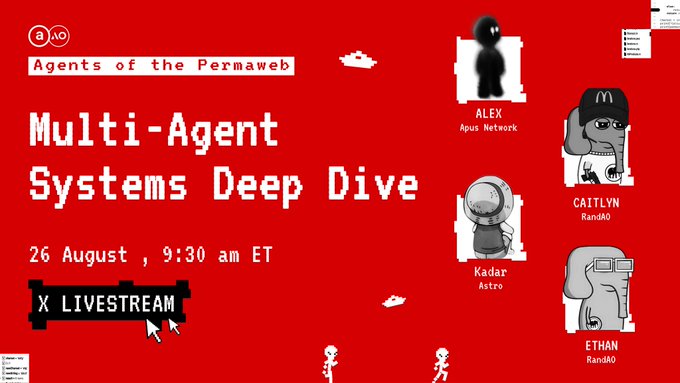 a AO
Agents of the Permaweb
Multi-Agent
Systems Deep Dive
26 August , 9:30 am ET
X LIVESTREAM
ALEX
Apus Network
CAITLYN
RandAO
Kadar
Astro
ETHAN
RandAO